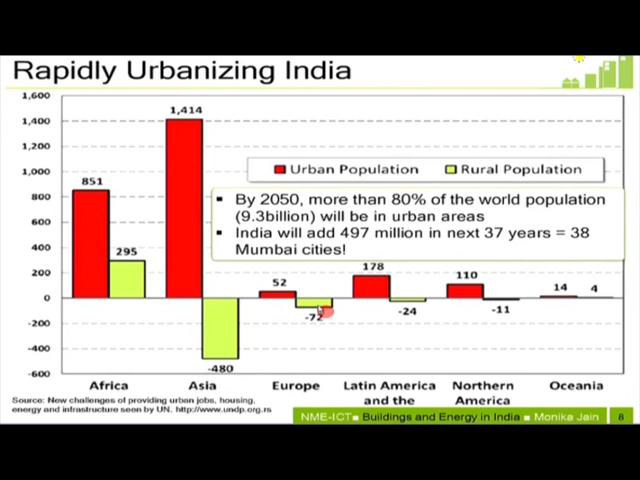 Rapidly Urbanizing India
1,600
1,400
1,200
1,000
800
600
400
200
0
-200
-400
-600
851
295
1,414
-480
52
-72
178
-24
110
-11
14
4
Urban Population
Rural Population
By 2050, more than 80% of the world population
(9.3billion) will be in urban areas
India will add 497 million in next 37 years = 38
Mumbai cities!
Africa
Asia
Europe
Latin America
and the
Northern
America
Oceania
Source: New challenges of providing urban jobs, housing,
energy and infrastructure seen by UN. http://www.undp.org.rs
NME-ICT Buildings and Energy in India Monika Jain 8